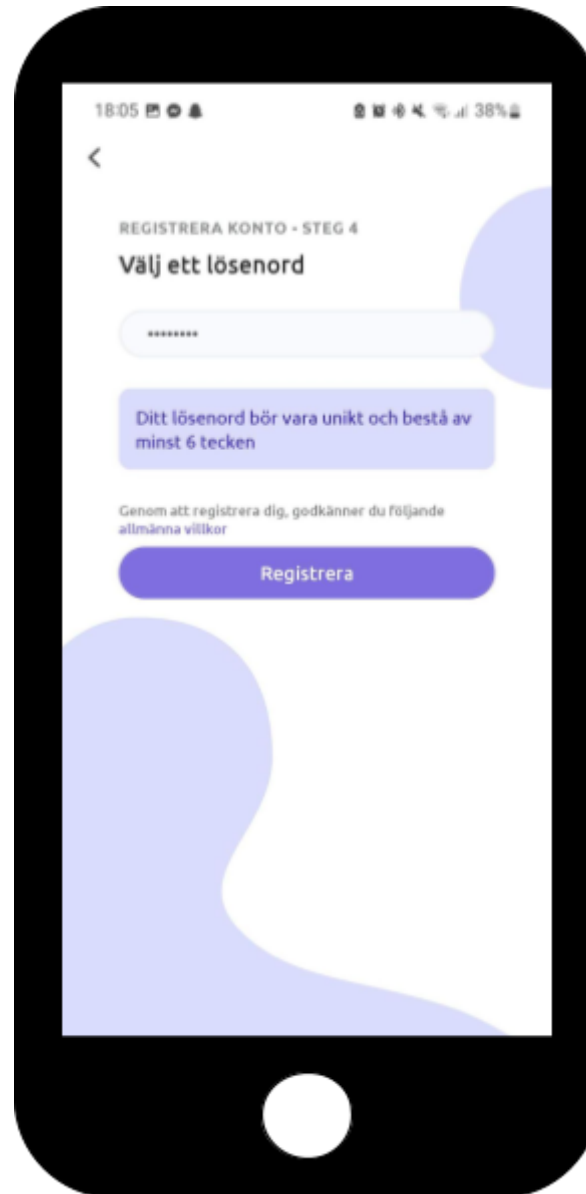 18:05 38%
REGISTRERA KONTO - STEG 4
Välj ett lösenord
••••••••
Ditt lösenord bör vara unikt och bestå av
minst 6 tecken
Genom att registrera dig, godkänner du följande
allmänna villkor
Registrera